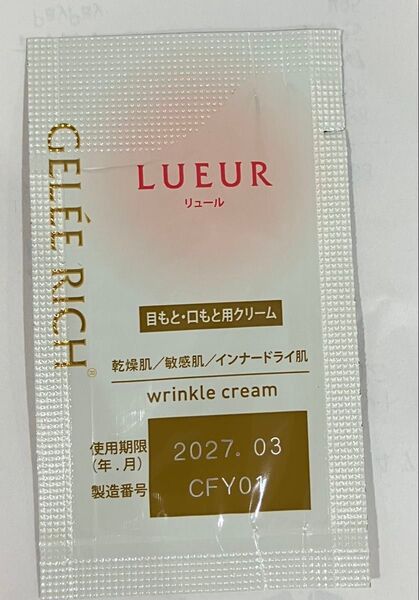 LUEUR
リュール
GELÉE RICH®
目もと・口もと用クリーム
乾燥肌／敏感肌／インナードライ肌
wrinkle cream
使用期限
(年.月)
2027. 03
製造番号
CFY01